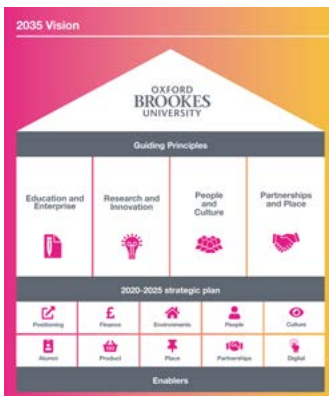 2035 Vision
OXFORD
BROOKES
UNIVERSITY
Guiding Principles
Education and
Enterprise
Research and
Innovation
People
and
Culture
Partnerships
and Place
2020-2025 strategic plan
Positioning
Finance
Environments
People
Culture
Alumni
Product
Place
Partnerships
Digital
Enablers